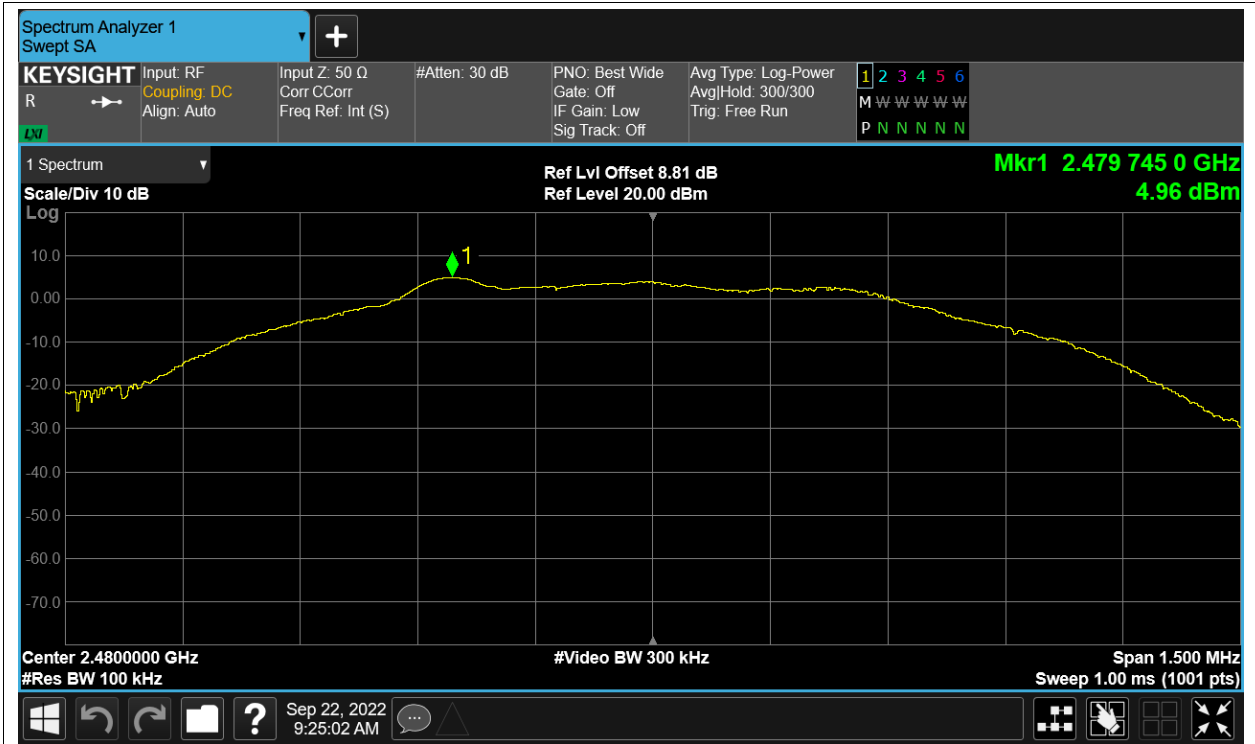 Spectrum Analyzer 1
Swept SA
KEYSIGHT
R
LXI
Input: RF
Coupling: DC
Align: Auto
Input Z: 50 Ω
Corr CCorr
Freq Ref: Int (S)
#Atten: 30 dB
PNO: Best Wide
Gate: Off
IF Gain: Low
Sig Track: Off
Avg Type: Log-Power
Avg|Hold: 300/300
Trig: Free Run
1 2 3 4 5 6
M W W W W W W
P N N N N N
1 Spectrum
Scale/Div 10 dB
Log
Ref Lvl Offset 8.81 dB
Ref Level 20.00 dBm
Mkr1 2.479 745 0 GHz
4.96 dBm
1
10.0
0.00
-10.0
-20.0
-30.0
-40.0
-50.0
-60.0
-70.0
Center 2.4800000 GHz
#Res BW 100 kHz
#Video BW 300 kHz
Span 1.500 MHz
Sweep 1.00 ms (1001 pts)
?
Sep 22, 2022
9:25:02 AM